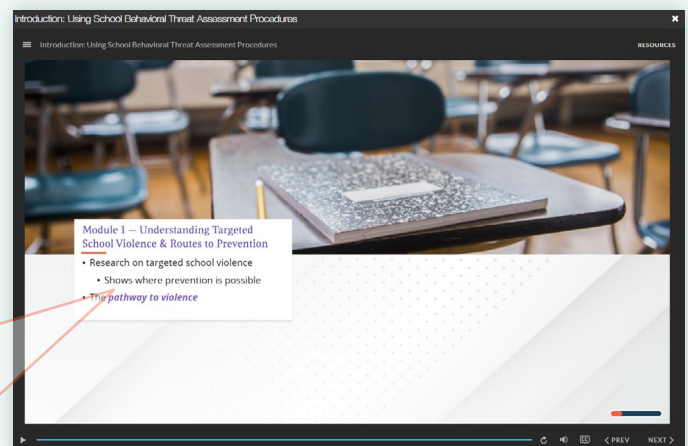 Introduction: Using School Behavioral Threat Assessment Procedures
Introduction: Using School Behavioral Threat Assessment Procedures
RESOURCES
Module 1 — Understanding Targeted
School Violence & Routes to Prevention
• Research on targeted school violence
• Shows where prevention is possible
• The pathway to violence
CC
< PREV
NEXT >